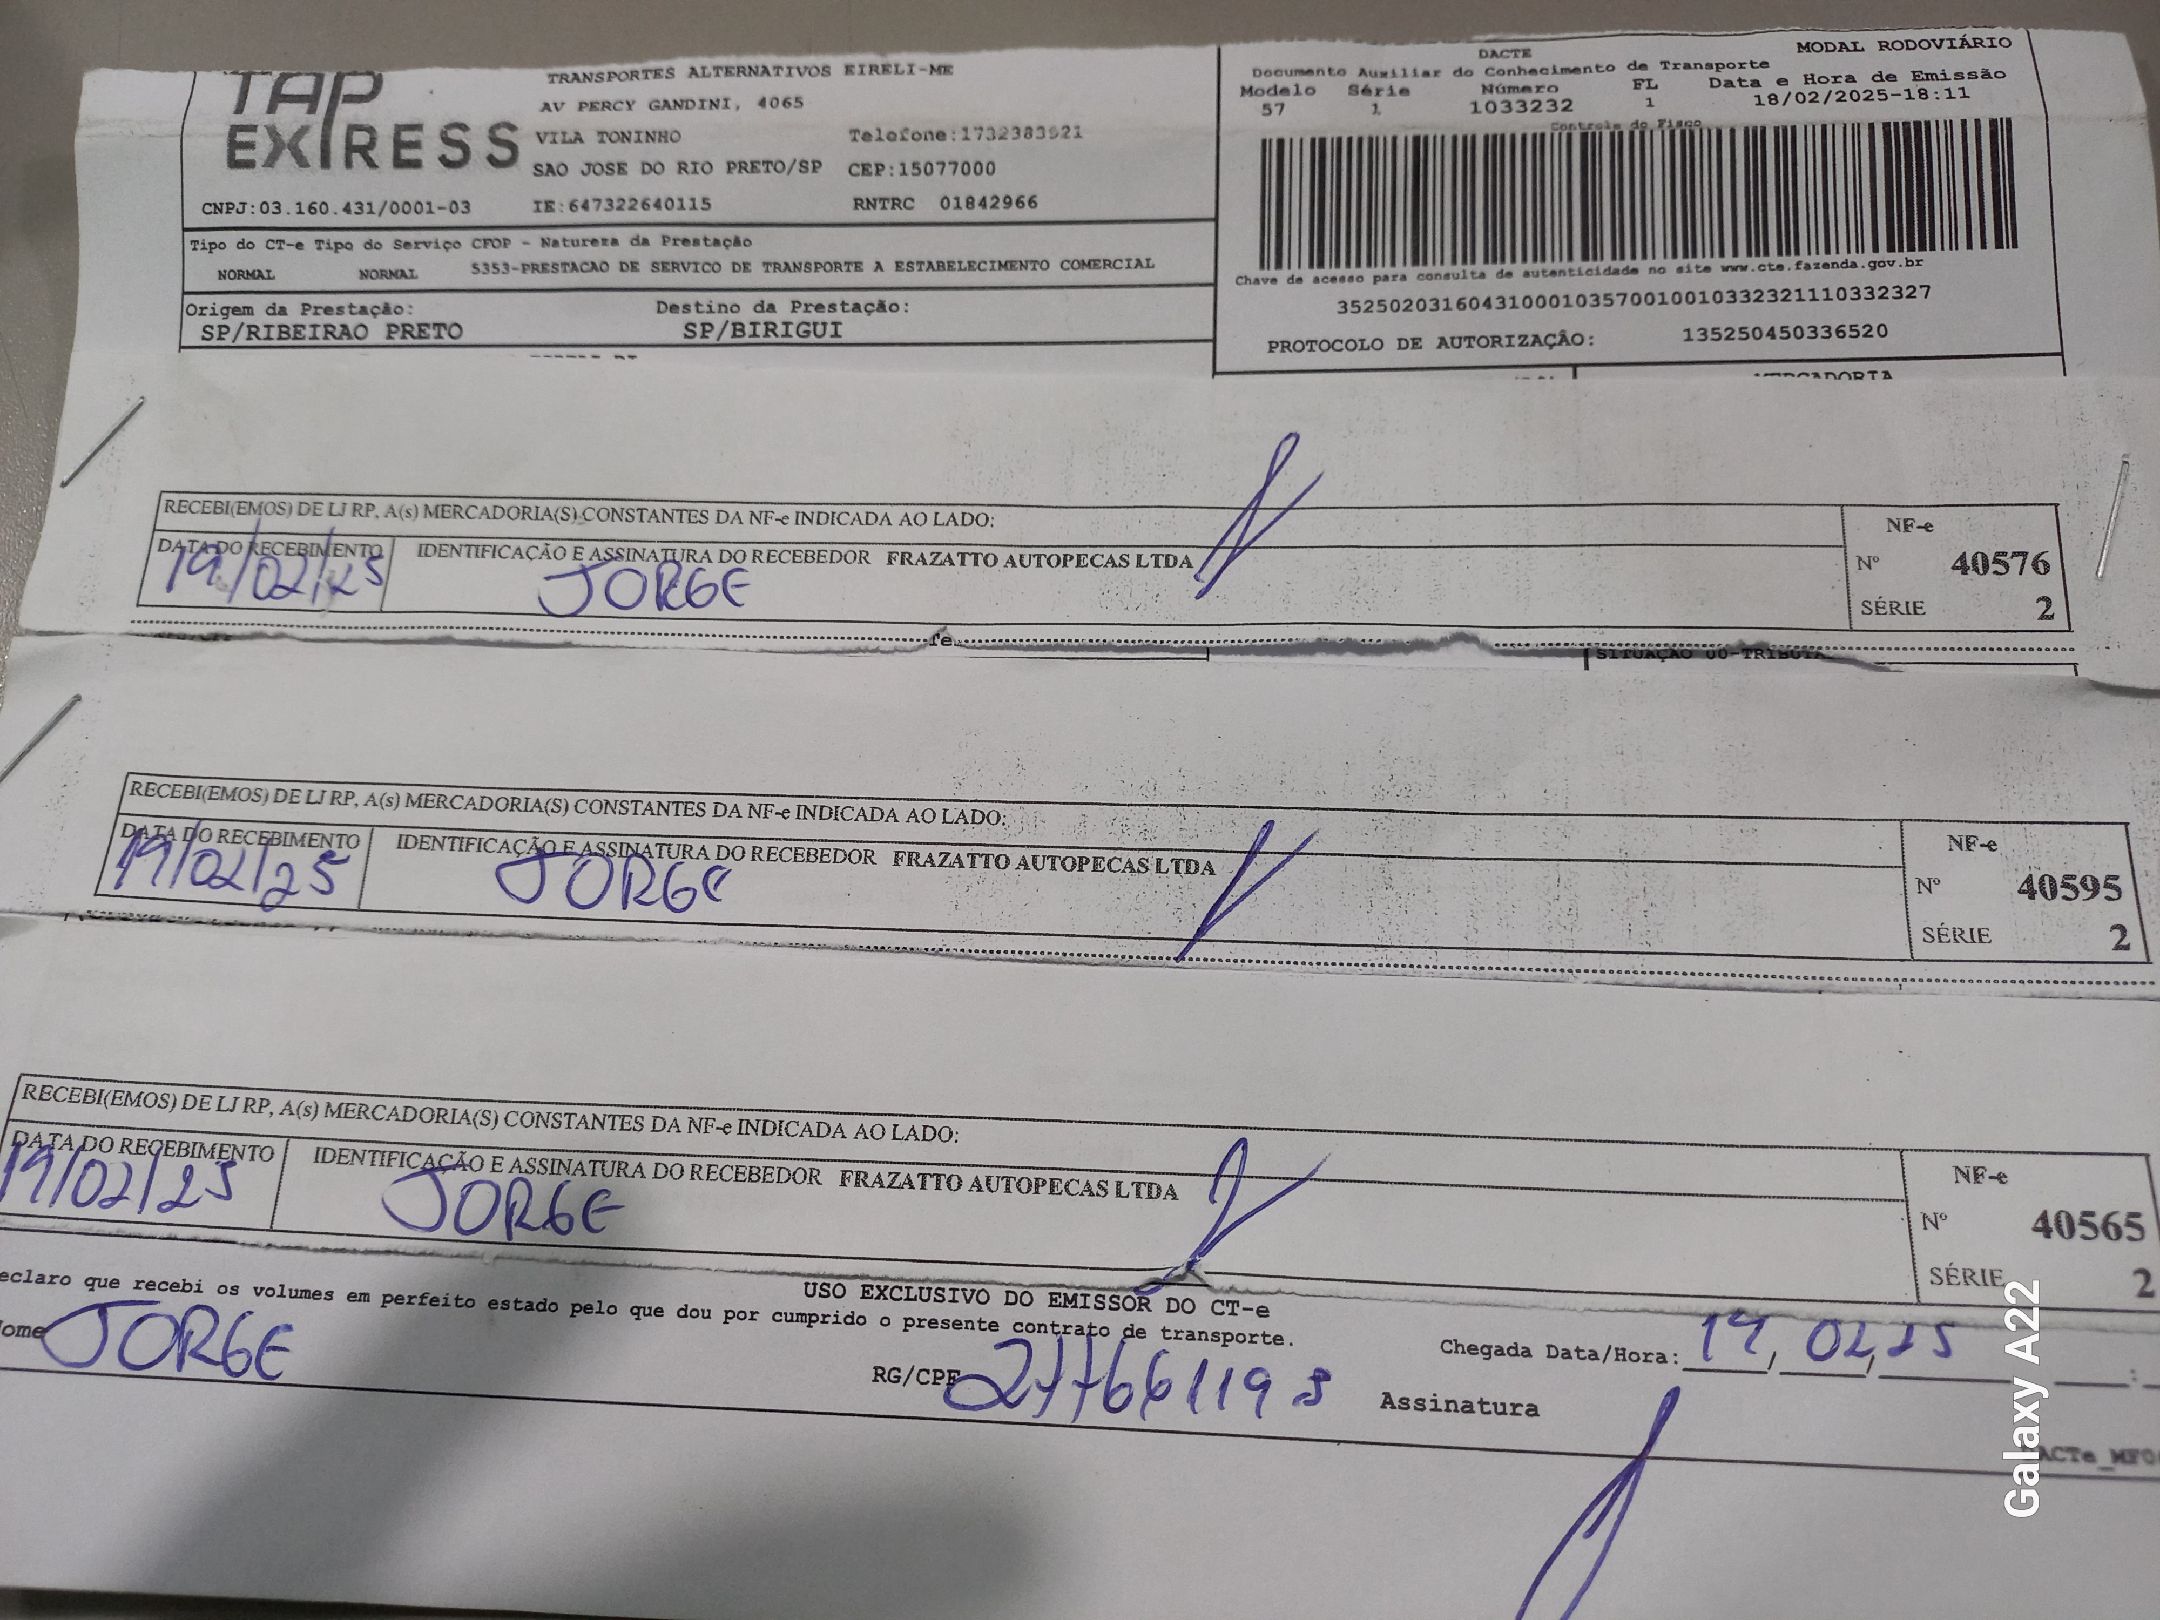 TAP EXPRESS
TRANSPORTES ALTERNATIVOS EIRELI-ME
AV PERCY GANDINI, 4065
VILA TONINHO Telefone:1732383521
SAO JOSE DO RIO PRETO/SP CEP:15077000
CNPJ:03.160.431/0001-03 IE:647322640115 RNTRC 01842966
Tipo do CT-e Tipo do Serviço CFOP - Natureza da Prestação
NORMAL NORMAL 5353-PRESTACAO DE SERVICO DE TRANSPORTE A ESTABELECIMENTO COMERCIAL
Origem da Prestação: Destino da Prestação:
SP/RIBEIRAO PRETO SP/BIRIGUI
DACTE MODAL RODOVIÁRIO
Documento Auxiliar do Conhecimento de Transporte
Modelo Série Número FL Data e Hora de Emissão
57 1 1033232 1 18/02/2025-18:11
Controle do Fisco
Chave de acesso para consulta de autenticidade no site www.cte.fazenda.gov.br
35250203160431000103570010010332321110332327
PROTOCOLO DE AUTORIZAÇÃO: 135250450336520
MERCADORIA
RECEBI(EMOS) DE LJ RP, A(s) MERCADORIA(S) CONSTANTES DA NF-e INDICADA AO LADO:
NF-e
DATA DO RECEBIMENTO IDENTIFICAÇÃO E ASSINATURA DO RECEBEDOR FRAZATTO AUTOPECAS LTDA
Nº 40576
19/02/25 JORGE
SÉRIE 2
SITUAÇÃO 00-TRIBUTA
RECEBI(EMOS) DE LJ RP, A(s) MERCADORIA(S) CONSTANTES DA NF-e INDICADA AO LADO:
NF-e
DATA DO RECEBIMENTO IDENTIFICAÇÃO E ASSINATURA DO RECEBEDOR FRAZATTO AUTOPECAS LTDA
Nº 40595
19/02/25 JORGE
SÉRIE 2
RECEBI(EMOS) DE LJ RP, A(s) MERCADORIA(S) CONSTANTES DA NF-e INDICADA AO LADO:
NF-e
DATA DO RECEBIMENTO IDENTIFICAÇÃO E ASSINATURA DO RECEBEDOR FRAZATTO AUTOPECAS LTDA
Nº 40565
19/02/25 JORGE
SÉRIE 2
USO EXCLUSIVO DO EMISSOR DO CT-e
eclaro que recebi os volumes em perfeito estado pelo que dou por cumprido o presente contrato de transporte.
ome JORGE RG/CPF 277661198 Chegada Data/Hora: 19, 02, 25 :
Assinatura
ACTe_MF0
Galaxy A22